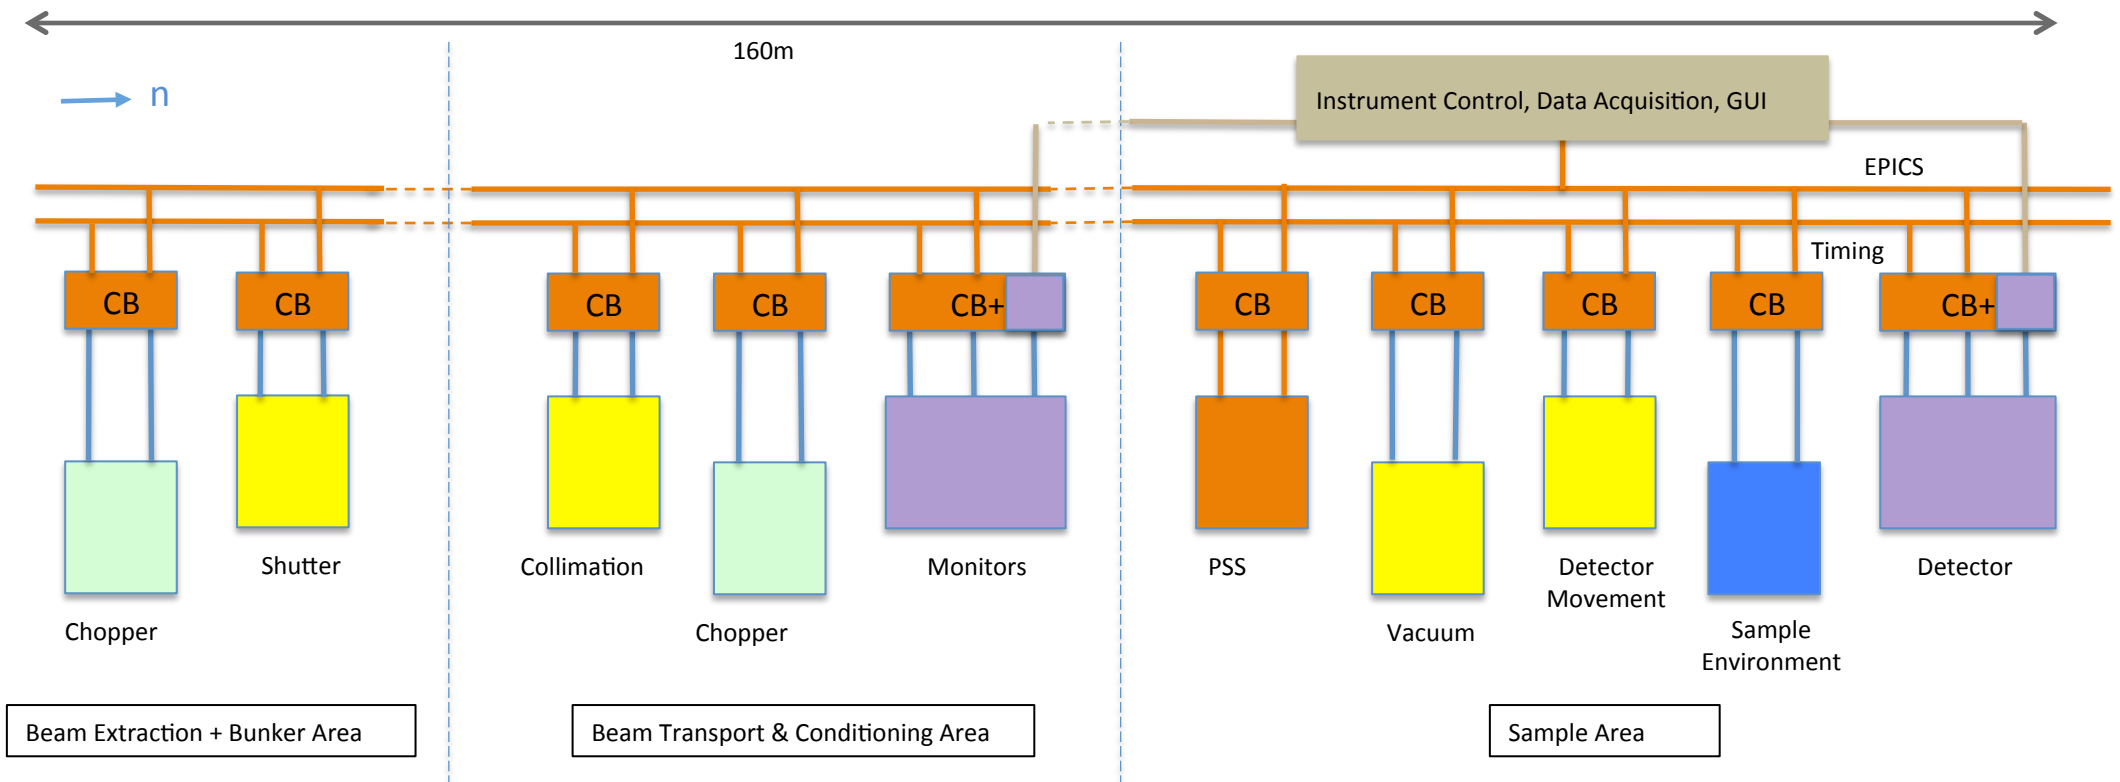 160m
n
Instrument Control, Data Acquisition, GUI
EPICS
Timing
CB
CB
CB
CB
CB+
CB
CB
CB
CB
CB+
Shutter
Collimation
Monitors
PSS
Detector
Movement
Detector
Chopper
Chopper
Vacuum
Sample
Environment
Beam Extraction + Bunker Area
Beam Transport & Conditioning Area
Sample Area